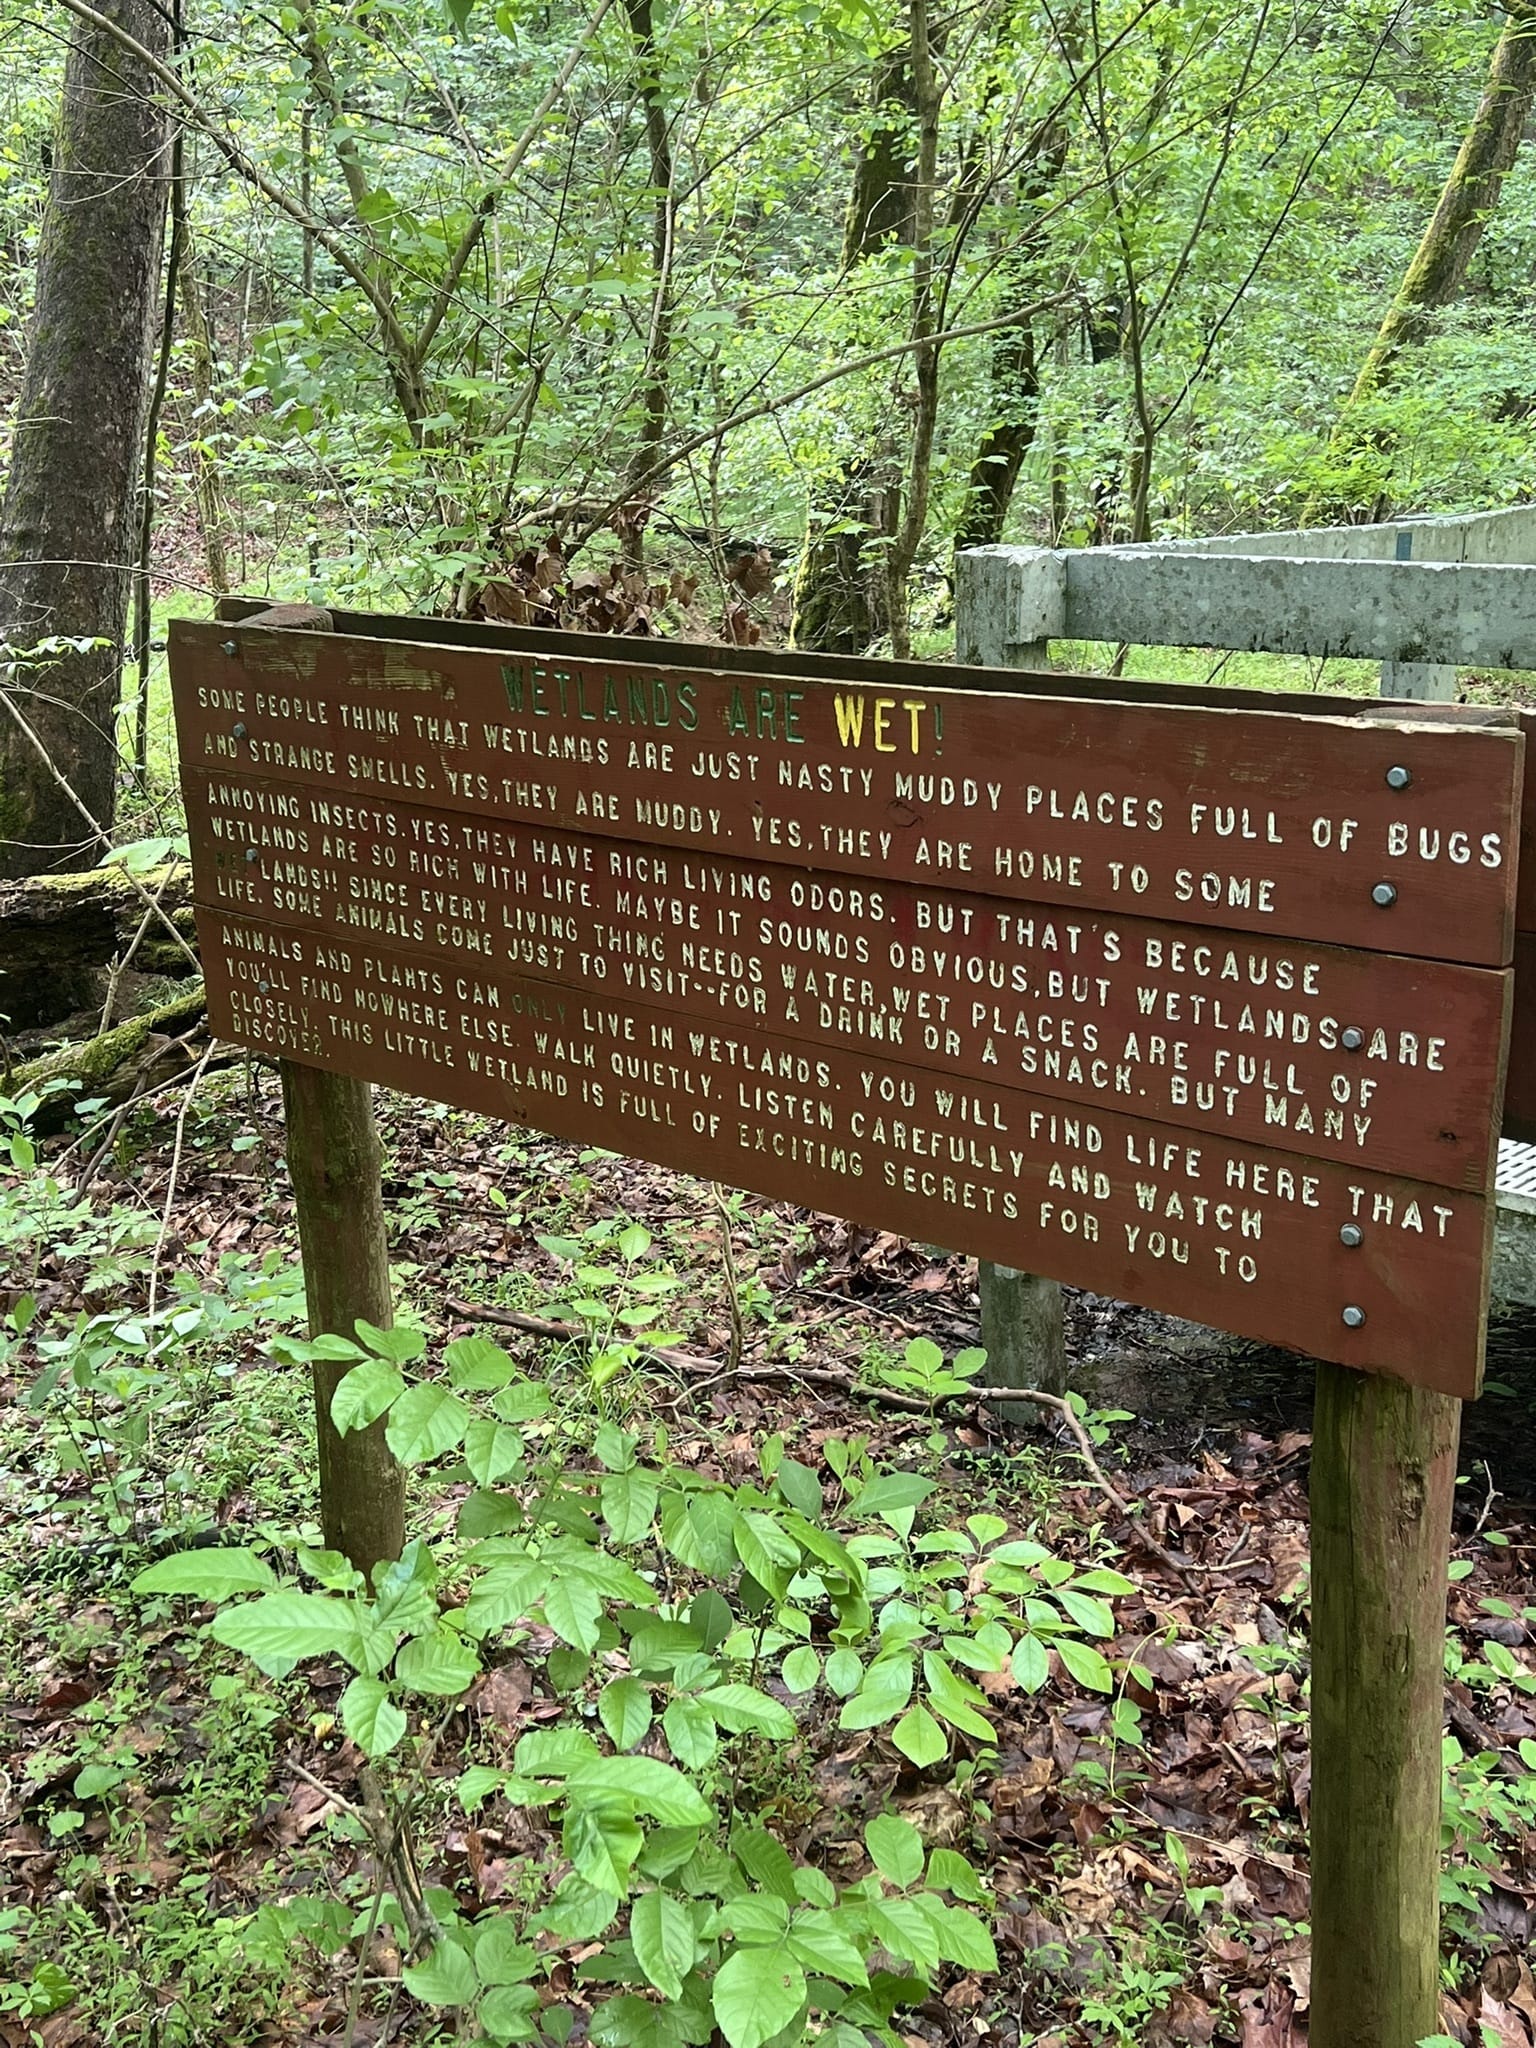 WETLANDS ARE WET!
SOME PEOPLE THINK THAT WETLANDS ARE JUST NASTY MUDDY PLACES FULL OF BUGS
AND STRANGE SMELLS. YES, THEY ARE MUDDY. YES, THEY ARE HOME TO SOME
ANNOYING INSECTS. YES, THEY HAVE RICH LIVING ODORS. BUT THAT'S BECAUSE
WETLANDS ARE SO RICH WITH LIFE. MAYBE IT SOUNDS OBVIOUS, BUT WETLANDS ARE
WET LANDS!! SINCE EVERY LIVING THING NEEDS WATER, WET PLACES ARE FULL OF
LIFE. SOME ANIMALS COME JUST TO VISIT--FOR A DRINK OR A SNACK. BUT MANY
ANIMALS AND PLANTS CAN ONLY LIVE IN WETLANDS. YOU WILL FIND LIFE HERE THAT
YOU'LL FIND NOWHERE ELSE. WALK QUIETLY. LISTEN CAREFULLY AND WATCH
CLOSELY. THIS LITTLE WETLAND IS FULL OF EXCITING SECRETS FOR YOU TO
DISCOVER.